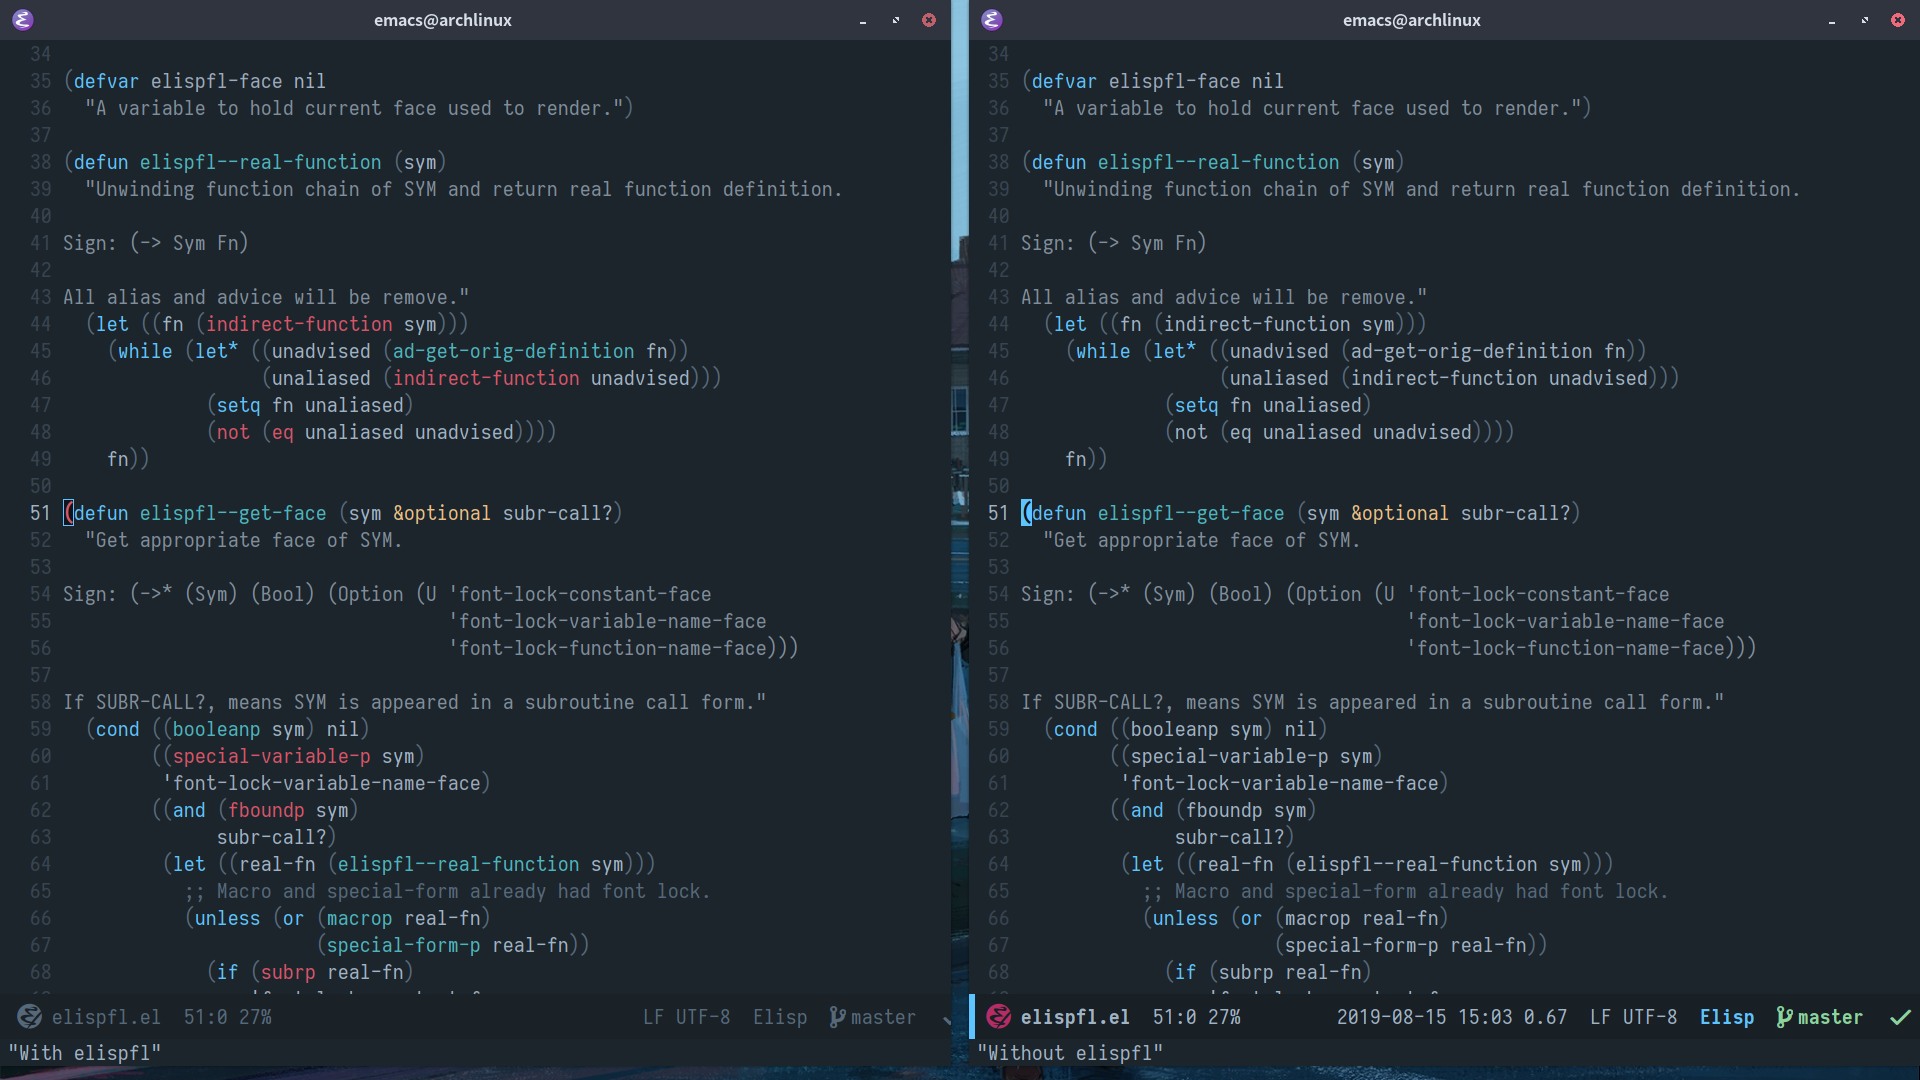 emacs@archlinux
34
35 (defvar elispfl-face nil
36   "A variable to hold current face used to render.")
37
38 (defun elispfl--real-function (sym)
39   "Unwinding function chain of SYM and return real function definition.
40
41 Sign: (-> Sym Fn)
42
43 All alias and advice will be remove."
44   (let ((fn (indirect-function sym)))
45     (while (let* ((unadvised (ad-get-orig-definition fn))
46                   (unaliased (indirect-function unadvised)))
47              (setq fn unaliased)
48              (not (eq unaliased unadvised))))
49     fn))
50
51 (defun elispfl--get-face (sym &optional subr-call?)
52   "Get appropriate face of SYM.
53
54 Sign: (->* (Sym) (Bool) (Option (U 'font-lock-constant-face
55                                    'font-lock-variable-name-face
56                                    'font-lock-function-name-face)))
57
58 If SUBR-CALL?, means SYM is appeared in a subroutine call form."
59   (cond ((booleanp sym) nil)
60         ((special-variable-p sym)
61          'font-lock-variable-name-face)
62         ((and (fboundp sym)
63               subr-call?)
64          (let ((real-fn (elispfl--real-function sym)))
65            ;; Macro and special-form already had font lock.
66            (unless (or (macrop real-fn)
67                        (special-form-p real-fn))
68              (if (subrp real-fn)
elispfl.el 51:0 27% LF UTF-8 Elisp master
"With elispfl"
emacs@archlinux
34
35 (defvar elispfl-face nil
36   "A variable to hold current face used to render.")
37
38 (defun elispfl--real-function (sym)
39   "Unwinding function chain of SYM and return real function definition.
40
41 Sign: (-> Sym Fn)
42
43 All alias and advice will be remove."
44   (let ((fn (indirect-function sym)))
45     (while (let* ((unadvised (ad-get-orig-definition fn))
46                   (unaliased (indirect-function unadvised)))
47              (setq fn unaliased)
48              (not (eq unaliased unadvised))))
49     fn))
50
51 (defun elispfl--get-face (sym &optional subr-call?)
52   "Get appropriate face of SYM.
53
54 Sign: (->* (Sym) (Bool) (Option (U 'font-lock-constant-face
55                                    'font-lock-variable-name-face
56                                    'font-lock-function-name-face)))
57
58 If SUBR-CALL?, means SYM is appeared in a subroutine call form."
59   (cond ((booleanp sym) nil)
60         ((special-variable-p sym)
61          'font-lock-variable-name-face)
62         ((and (fboundp sym)
63               subr-call?)
64          (let ((real-fn (elispfl--real-function sym)))
65            ;; Macro and special-form already had font lock.
66            (unless (or (macrop real-fn)
67                        (special-form-p real-fn))
68              (if (subrp real-fn)
elispfl.el 51:0 27% 2019-08-15 15:03 0.67 LF UTF-8 Elisp master
"Without elispfl"